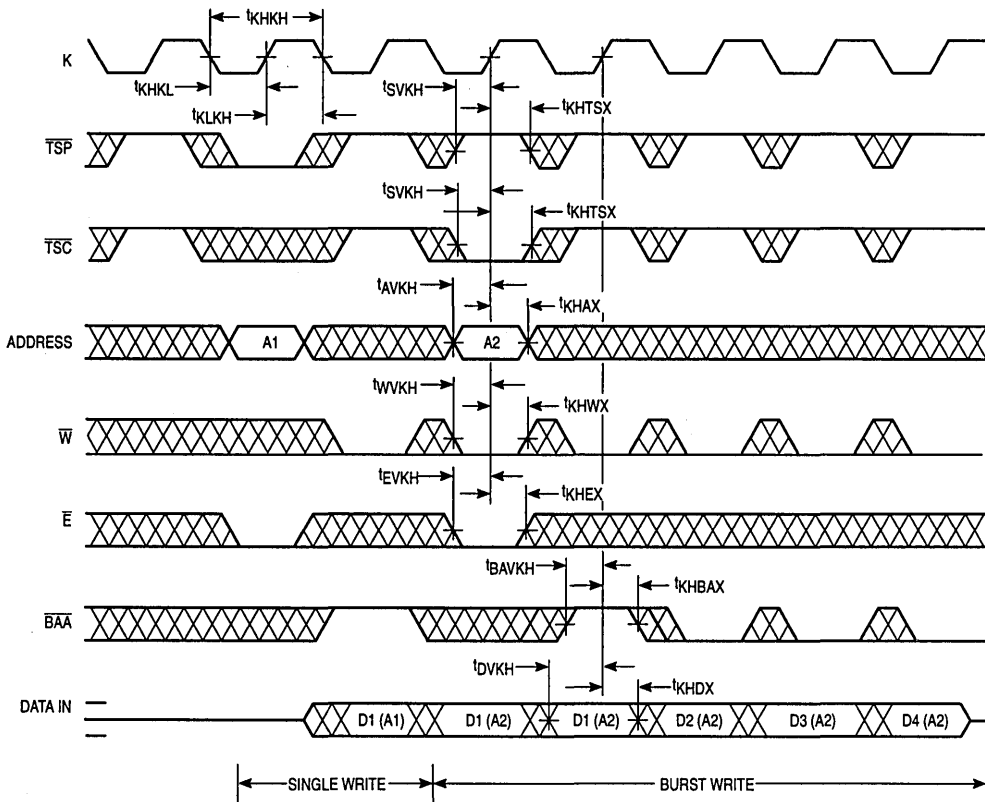 tKHKH
K
tKHKL
tKLKH
tSVKH
tKHTSX
TSP
tSVKH
tKHTSX
TSC
tAVKH
tKHAX
ADDRESS
A1
A2
tWVKH
tKHWX
W
tEVKH
tKHEX
E
tBAVKH
tKHBAX
BAA
tDVKH
tKHDX
DATA IN
D1 (A1)
D1 (A2)
D1 (A2)
D2 (A2)
D3 (A2)
D4 (A2)
SINGLE WRITE
BURST WRITE